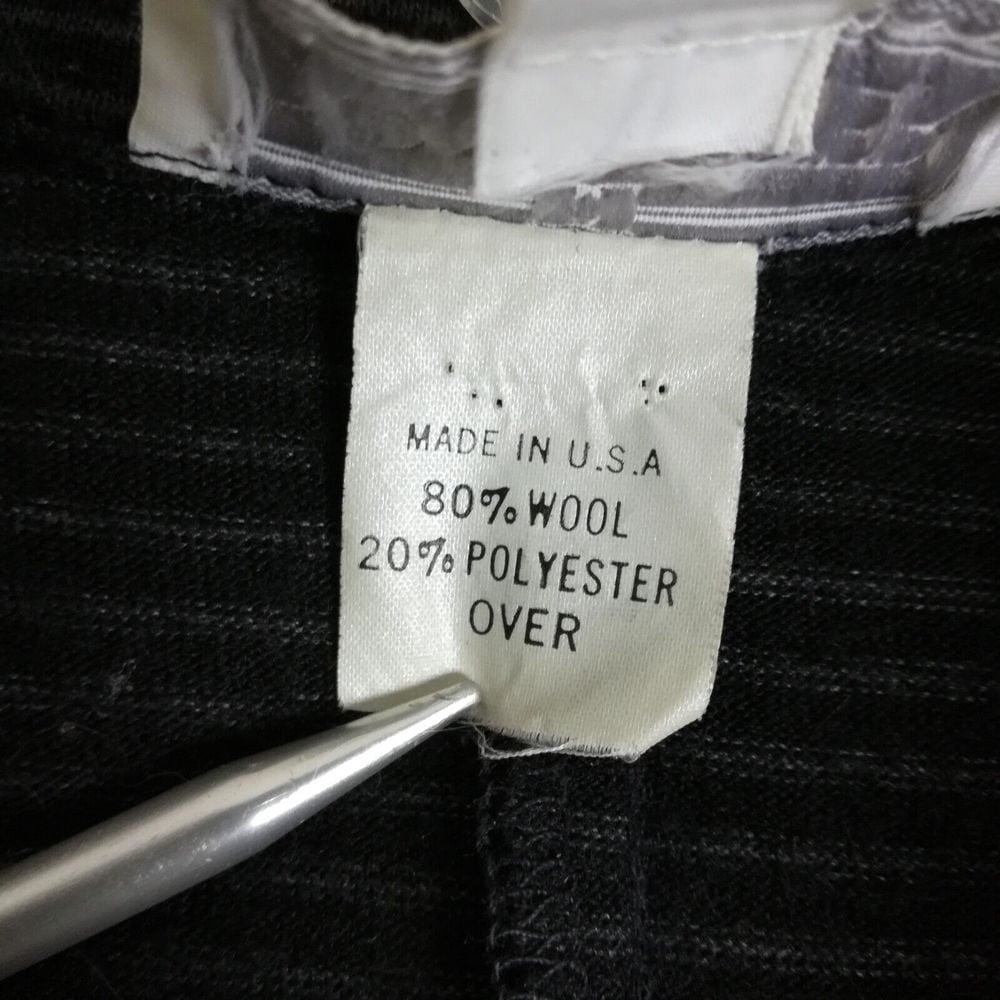 MADE IN U.S.A
80% WOOL
20% POLYESTER
OVER